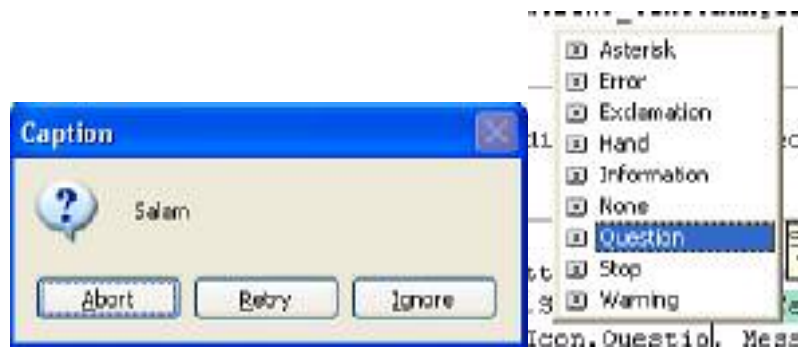 Caption
Salam
Abort Retry Ignore
Asterisk
Error
Exclamation
Hand
Information
None
Question
Stop
Warning
Icon.Questio